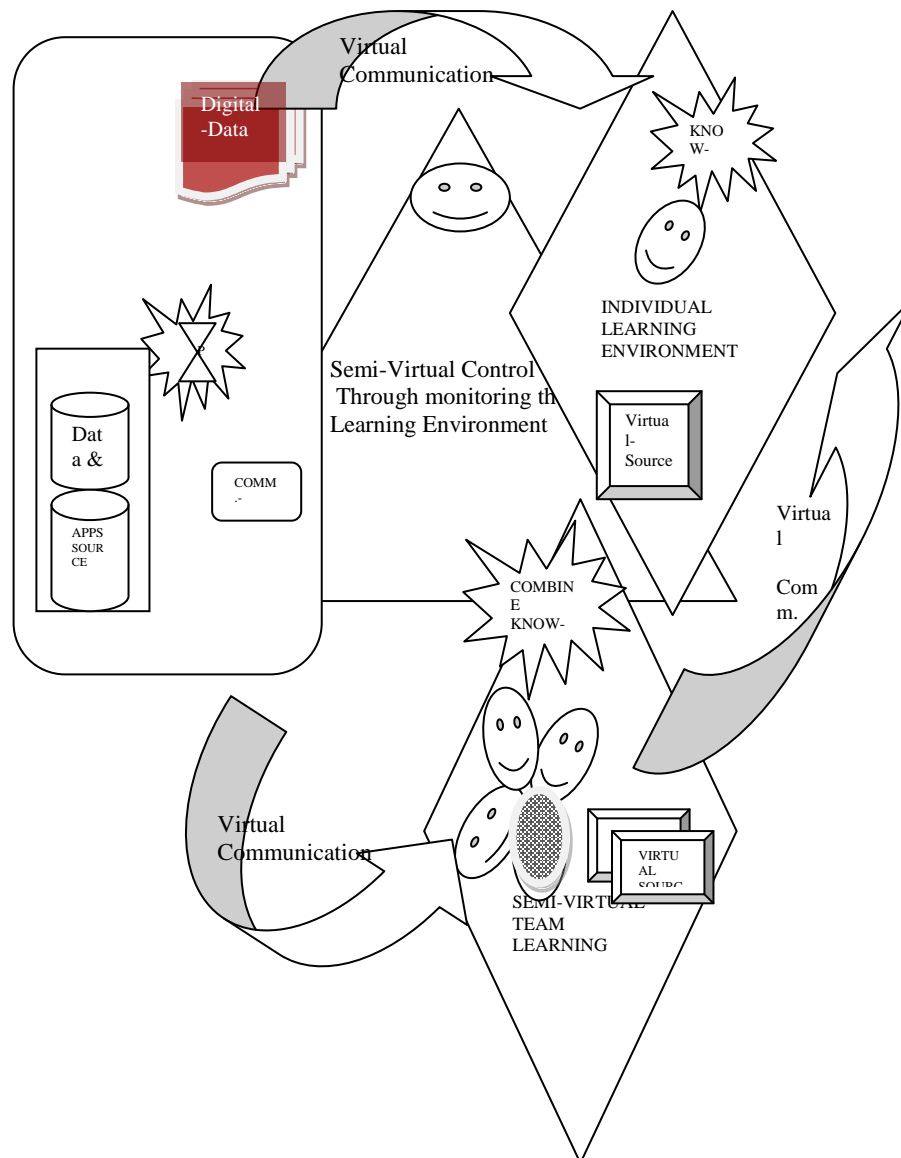 Virtual
Communication
Digital
-Data
KNO
W-
INDIVIDUAL
LEARNING
ENVIRONMENT
P
Semi-Virtual Control
Through monitoring th
Learning Environment
Virtua
l-
Source
Dat
a &
COMM
.-
APPS
SOUR
CE
Virtua
l
Com
m.
COMBIN
E
KNOW-
Virtual
Communication
VIRTU
AL
SOURC
SEMI-VIRTUAL
TEAM
LEARNING